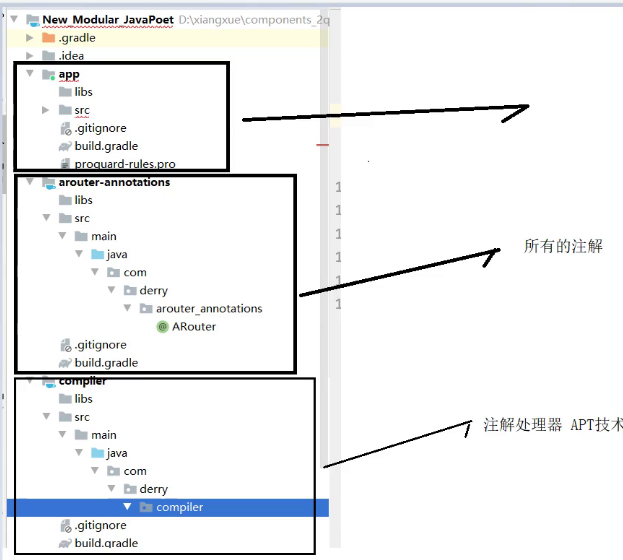 New_Modular_JavaPoet D:\xiangxue\components_2q
.gradle
.idea
app
libs
src
.gitignore
build.gradle
proguard-rules.pro
arouter-annotations
libs
src
main
java
com
derry
arouter_annotations
ARouter
.gitignore
build.gradle
所有的注解
compiler
libs
src
main
java
com
derry
compiler
.gitignore
build.gradle
注解处理器 APT技术